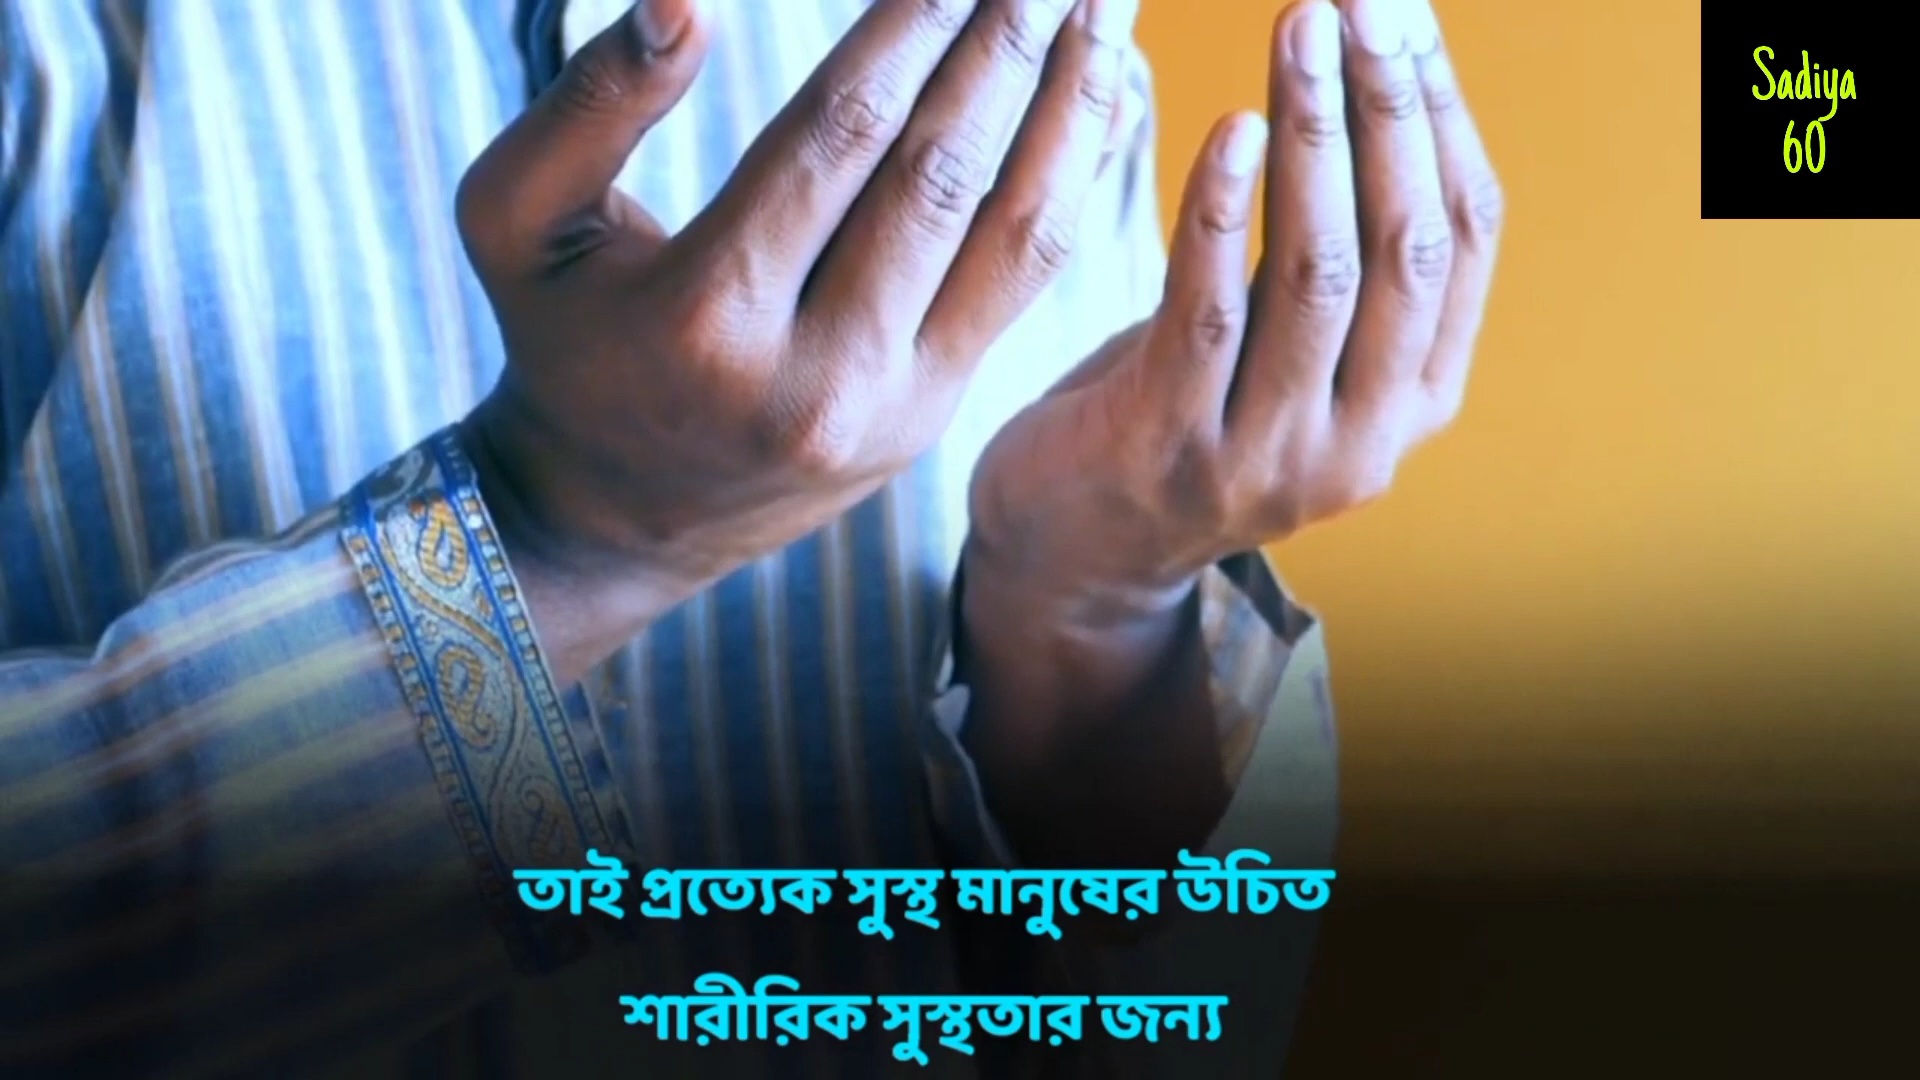 Sadiya
60
তাই প্রত্যেক সুস্থ মানুষের উচিত
শারীরিক সুস্থতার জন্য